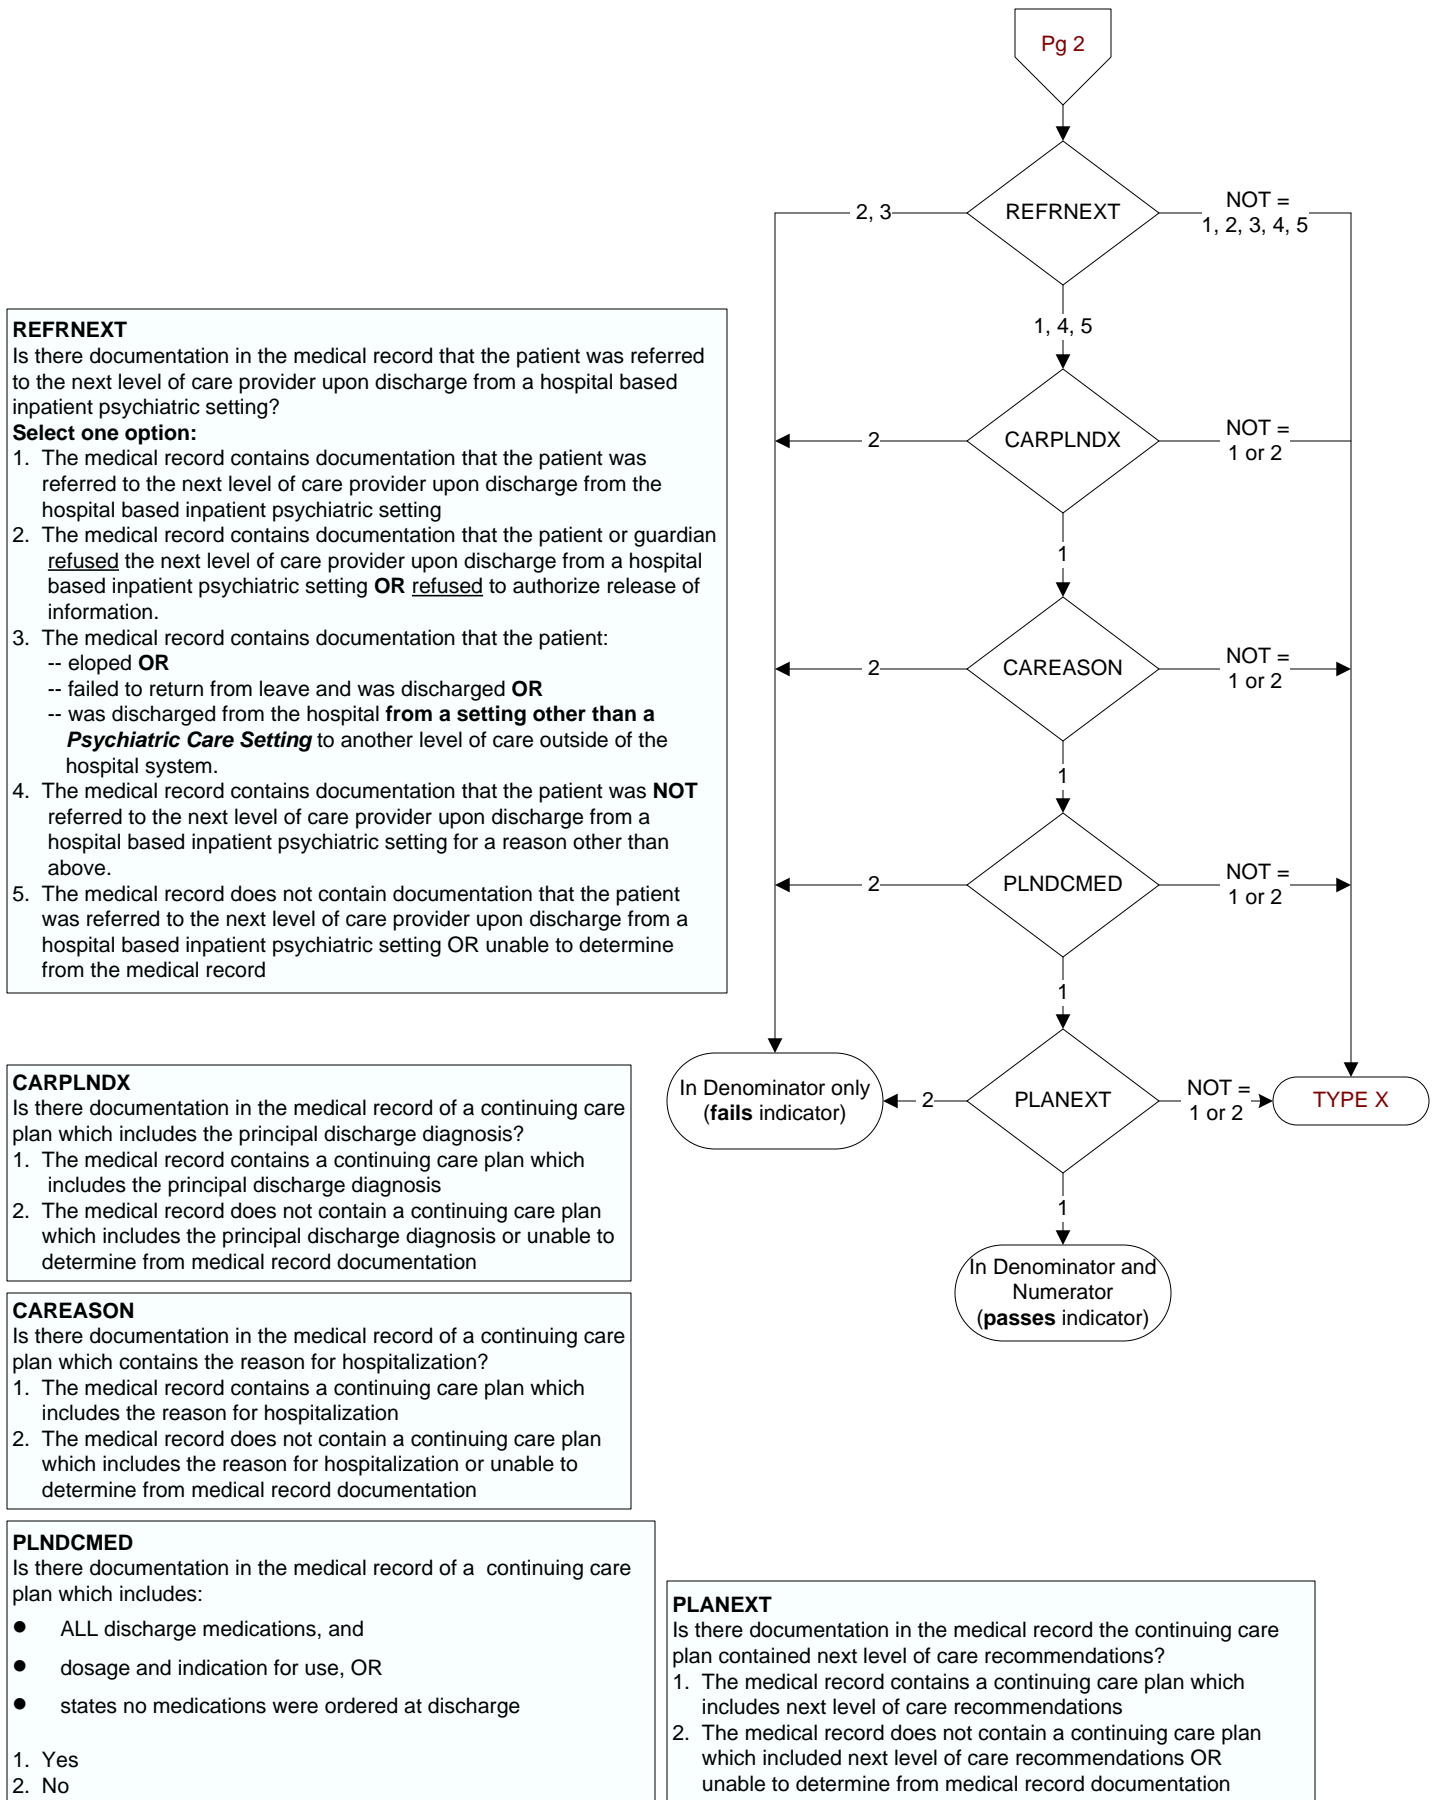 Pg 2
REFRNEXT
2, 3
NOT =
1, 2, 3, 4, 5
1, 4, 5
CARPLNDX
2
NOT =
1 or 2
1
CAREASON
2
NOT =
1 or 2
1
PLNDCMED
2
NOT =
1 or 2
1
PLANEXT
2
NOT =
1 or 2
TYPE X
In Denominator only
(fails indicator)
1
In Denominator and
Numerator
(passes indicator)
REFRNEXT
Is there documentation in the medical record that the patient was referred
to the next level of care provider upon discharge from a hospital based
inpatient psychiatric setting?
Select one option:
1. The medical record contains documentation that the patient was
referred to the next level of care provider upon discharge from the
hospital based inpatient psychiatric setting
2. The medical record contains documentation that the patient or guardian
refused the next level of care provider upon discharge from a hospital
based inpatient psychiatric setting OR refused to authorize release of
information.
3. The medical record contains documentation that the patient:
-- eloped OR
-- failed to return from leave and was discharged OR
-- was discharged from the hospital from a setting other than a
Psychiatric Care Setting to another level of care outside of the
hospital system.
4. The medical record contains documentation that the patient was NOT
referred to the next level of care provider upon discharge from a
hospital based inpatient psychiatric setting for a reason other than
above.
5. The medical record does not contain documentation that the patient
was referred to the next level of care provider upon discharge from a
hospital based inpatient psychiatric setting OR unable to determine
from the medical record
CARPLNDX
Is there documentation in the medical record of a continuing care
plan which includes the principal discharge diagnosis?
1. The medical record contains a continuing care plan which
includes the principal discharge diagnosis
2. The medical record does not contain a continuing care plan
which includes the principal discharge diagnosis or unable to
determine from medical record documentation
CAREASON
Is there documentation in the medical record of a continuing care
plan which contains the reason for hospitalization?
1. The medical record contains a continuing care plan which
includes the reason for hospitalization
2. The medical record does not contain a continuing care plan
which includes the reason for hospitalization or unable to
determine from medical record documentation
PLNDCMED
Is there documentation in the medical record of a continuing care
plan which includes:
● ALL discharge medications, and
● dosage and indication for use, OR
● states no medications were ordered at discharge
1. Yes
2. No
PLANEXT
Is there documentation in the medical record the continuing care
plan contained next level of care recommendations?
1. The medical record contains a continuing care plan which
includes next level of care recommendations
2. The medical record does not contain a continuing care plan
which included next level of care recommendations OR
unable to determine from medical record documentation